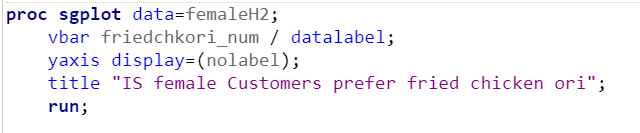 proc sgplot data=femaleH2;
vbar friedchkori_num / datalabel;
yaxis display=(nolabel);
title "IS female Customers prefer fried chicken ori";
run;